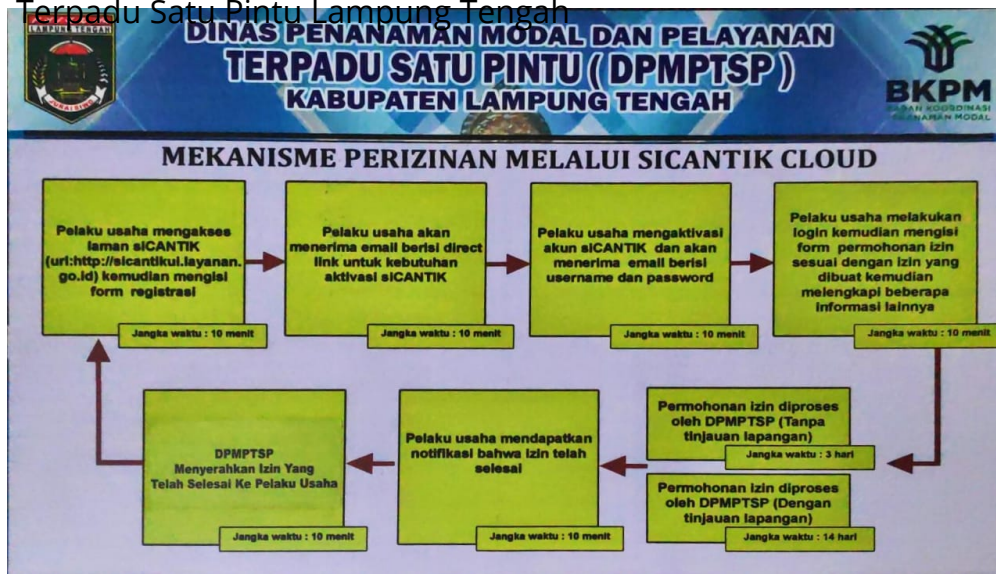 Terpadu Satu Pintu Lampung Tengah
LAMPUNG TENGAH
JURAI SIWO
DINAS PENANAMAN MODAL DAN PELAYANAN
TERPADU SATU PINTU ( DPMPTSP )
KABUPATEN LAMPUNG TENGAH
BKPM
BADAN KOORDINASI
PENANAMAN MODAL
MEKANISME PERIZINAN MELALUI SICANTIK CLOUD
Pelaku usaha mengakses
laman siCANTIK
(url:http://sicantikui.layanan.
go.id) kemudian mengisi
form registrasi
Jangka waktu : 10 menit
Pelaku usaha akan
menerima email berisi direct
link untuk kebutuhan
aktivasi siCANTIK
Jangka waktu : 10 menit
Pelaku usaha mengaktivasi
akun siCANTIK dan akan
menerima email berisi
username dan password
Jangka waktu : 10 menit
Pelaku usaha melakukan
login kemudian mengisi
form permohonan izin
sesuai dengan izin yang
dibuat kemudian
melengkapi beberapa
informasi lainnya
Jangka waktu : 10 menit
Permohonan izin diproses
oleh DPMPTSP (Tanpa
tinjauan lapangan)
Jangka waktu : 3 hari
Permohonan izin diproses
oleh DPMPTSP (Dengan
tinjauan lapangan)
Jangka waktu : 14 hari
Pelaku usaha mendapatkan
notifikasi bahwa izin telah
selesai
Jangka waktu : 10 menit
DPMPTSP
Menyerahkan Izin Yang
Telah Selesai Ke Pelaku Usaha
Jangka waktu : 10 menit